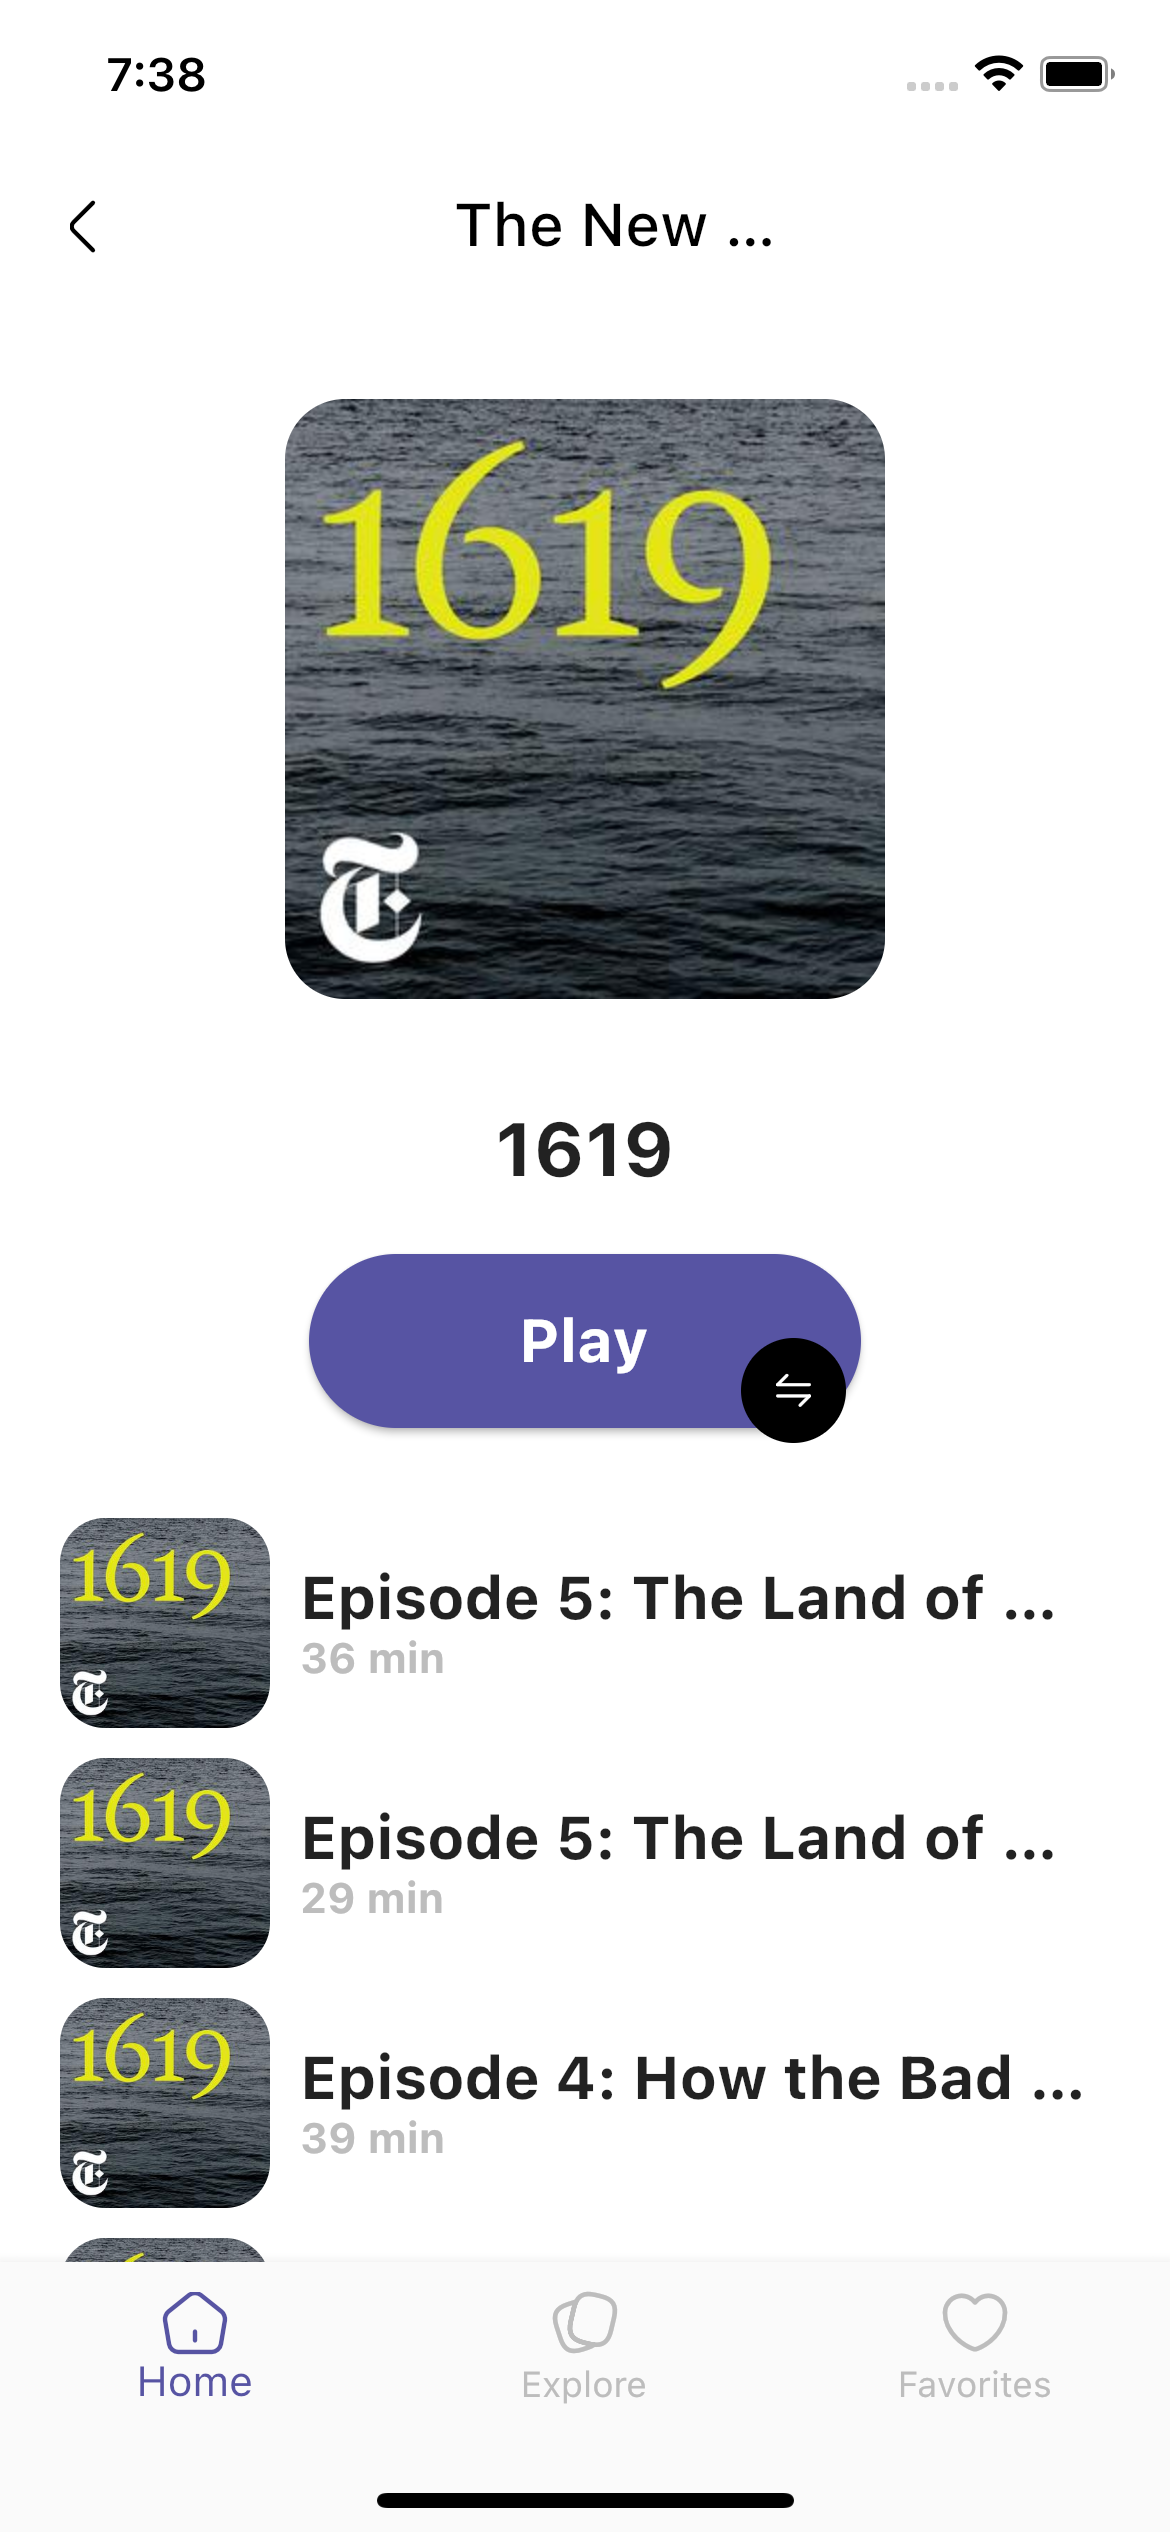 7:38
The New ...
1619
T
1619
Play
1619
T
Episode 5: The Land of ...
36 min
1619
T
Episode 5: The Land of ...
29 min
1619
T
Episode 4: How the Bad ...
39 min
Home
Explore
Favorites